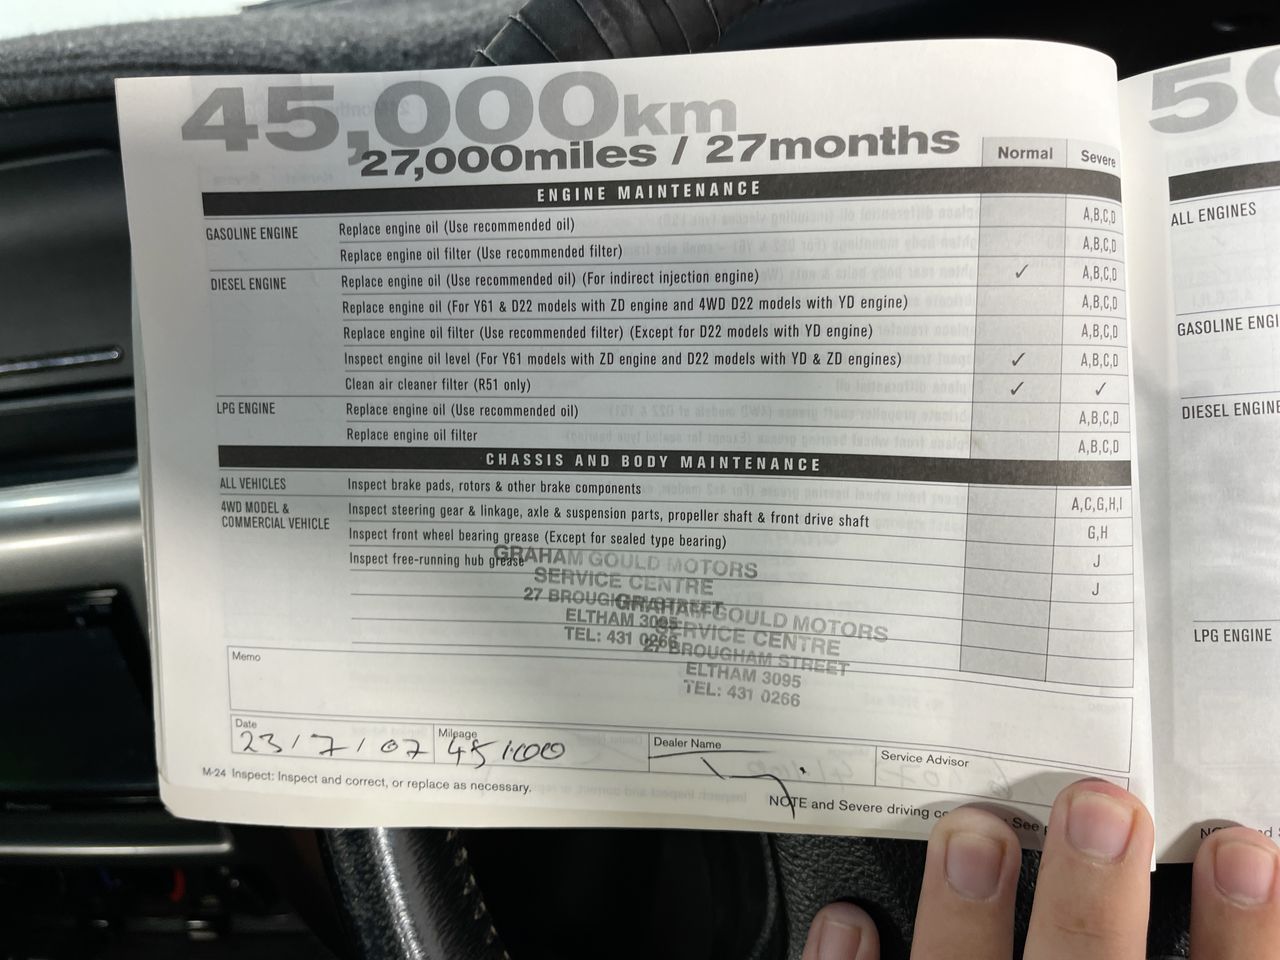 45,000km
27,000miles / 27months
Normal Severe
ENGINE MAINTENANCE
GASOLINE ENGINE Replace engine oil (Use recommended oil) A,B,C,D
Replace engine oil filter (Use recommended filter) A,B,C,D
DIESEL ENGINE Replace engine oil (Use recommended oil) (For indirect injection engine) ✓ A,B,C,D
Replace engine oil (For Y61 & D22 models with ZD engine and 4WD D22 models with YD engine) A,B,C,D
Replace engine oil filter (Use recommended filter) (Except for D22 models with YD engine) A,B,C,D
Inspect engine oil level (For Y61 models with ZD engine and D22 models with YD & ZD engines) ✓ A,B,C,D
Clean air cleaner filter (R51 only) ✓ ✓
LPG ENGINE Replace engine oil (Use recommended oil) A,B,C,D
Replace engine oil filter A,B,C,D
CHASSIS AND BODY MAINTENANCE
ALL VEHICLES Inspect brake pads, rotors & other brake components A,C,G,H,I
4WD MODEL & Inspect steering gear & linkage, axle & suspension parts, propeller shaft & front drive shaft G,H
COMMERCIAL VEHICLE Inspect front wheel bearing grease (Except for sealed type bearing) J
Inspect free-running hub grease J
GRAHAM GOULD MOTORS
SERVICE CENTRE
27 BROUGHAM STREET
ELTHAM 3095
TEL: 431 0266
GRAHAM GOULD MOTORS
SERVICE CENTRE
27 BROUGHAM STREET
ELTHAM 3095
TEL: 431 0266
Memo
Date Mileage Dealer Name Service Advisor
23/7/07 45100
M-24 Inspect: Inspect and correct, or replace as necessary.
NOTE and Severe driving See
50
ALL ENGINES
GASOLINE ENGI
DIESEL ENGINE
LPG ENGINE